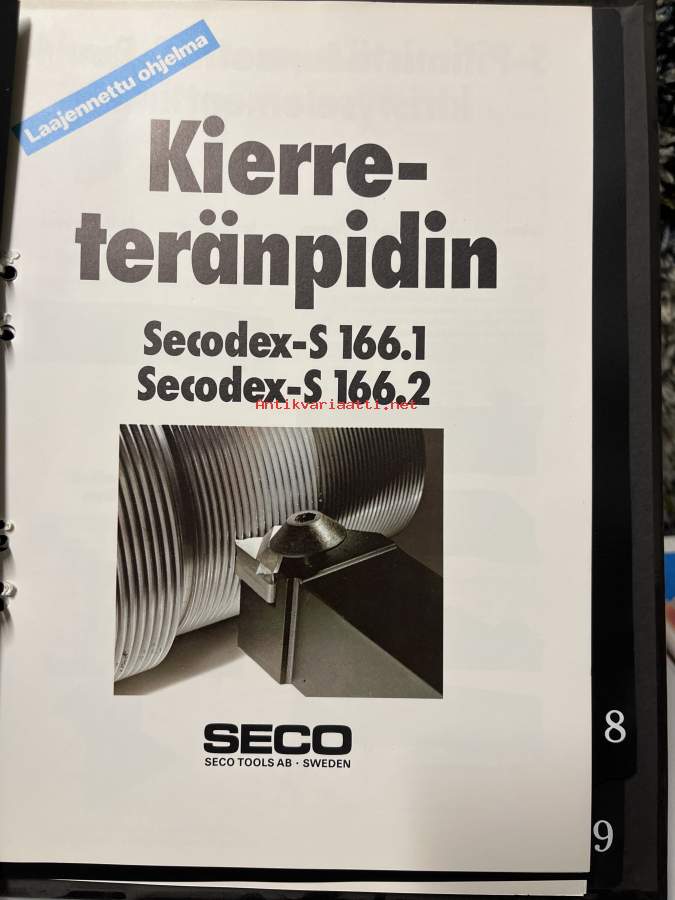 Laajennettu ohjelma
Kierre-
teränpidin
Secodex-S 166.1
Secodex-S 166.2
Antikvariaatti.net
SECO
SECO TOOLS AB · SWEDEN
8
9